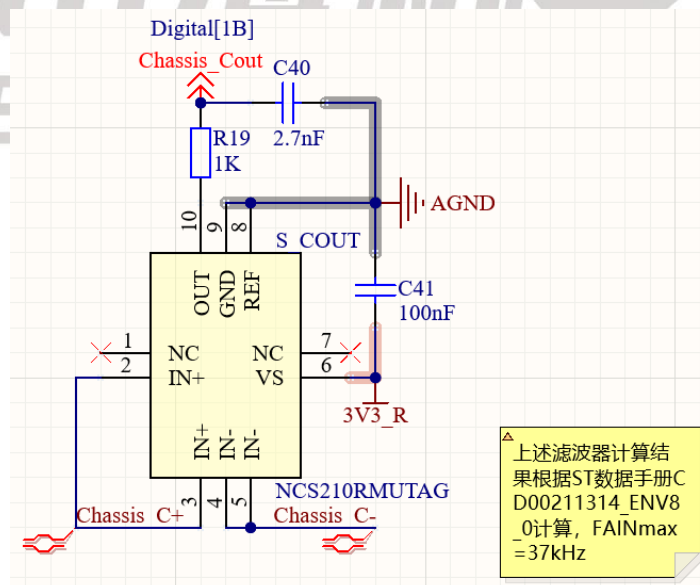 Digital[1B]
Chassis_Cout
C40
R19
2.7nF
1K
10
9
8
AGND
S_COUT
OUT
GND
REF
C41
100nF
1
NC
NC
7
2
IN+
VS
6
3V3_R
IN+
IN-
IN-
3
4
5
NCS210RMUTAG
Chassis_C+
Chassis_C-
上述滤波器计算结
果根据ST数据手册C
D00211314_ENV8
_0计算，FAINmax
=37kHz